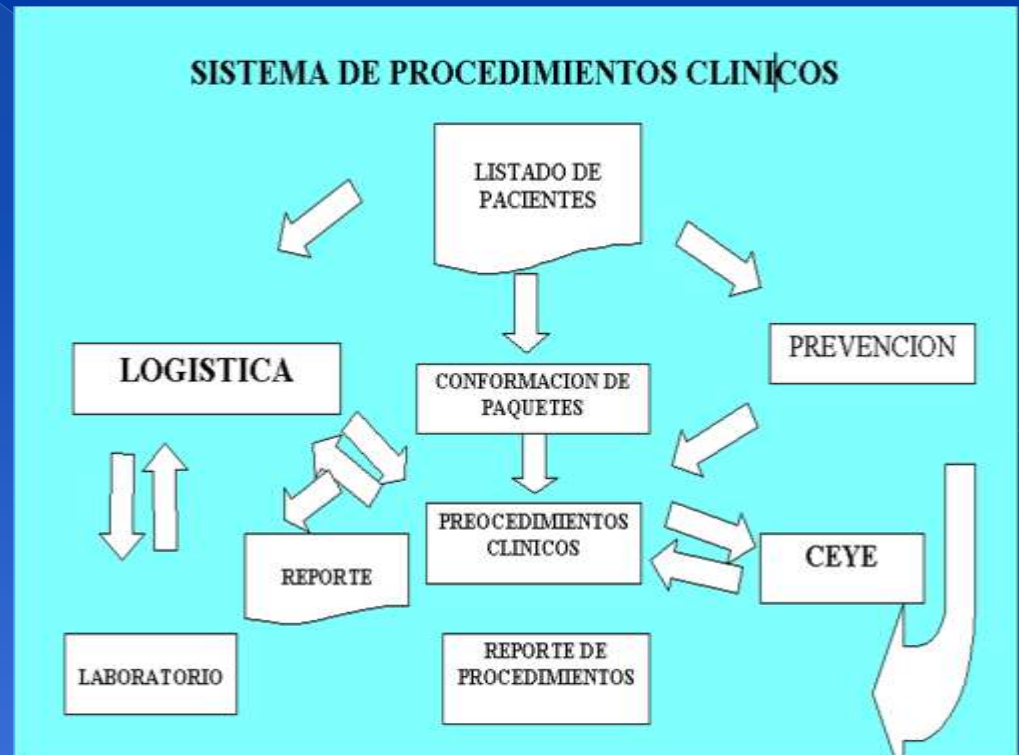 SISTEMA DE PROCEDIMIENTOS CLINICOS
LISTADO DE
PACIENTES
PREVENCION
LOGISTICA
CONFORMACION DE
PAQUETES
PREOCEDIMIENTOS
CLINICOS
CEYE
REPORTE
LABORATORIO
REPORTE DE
PROCEDIMIENTOS